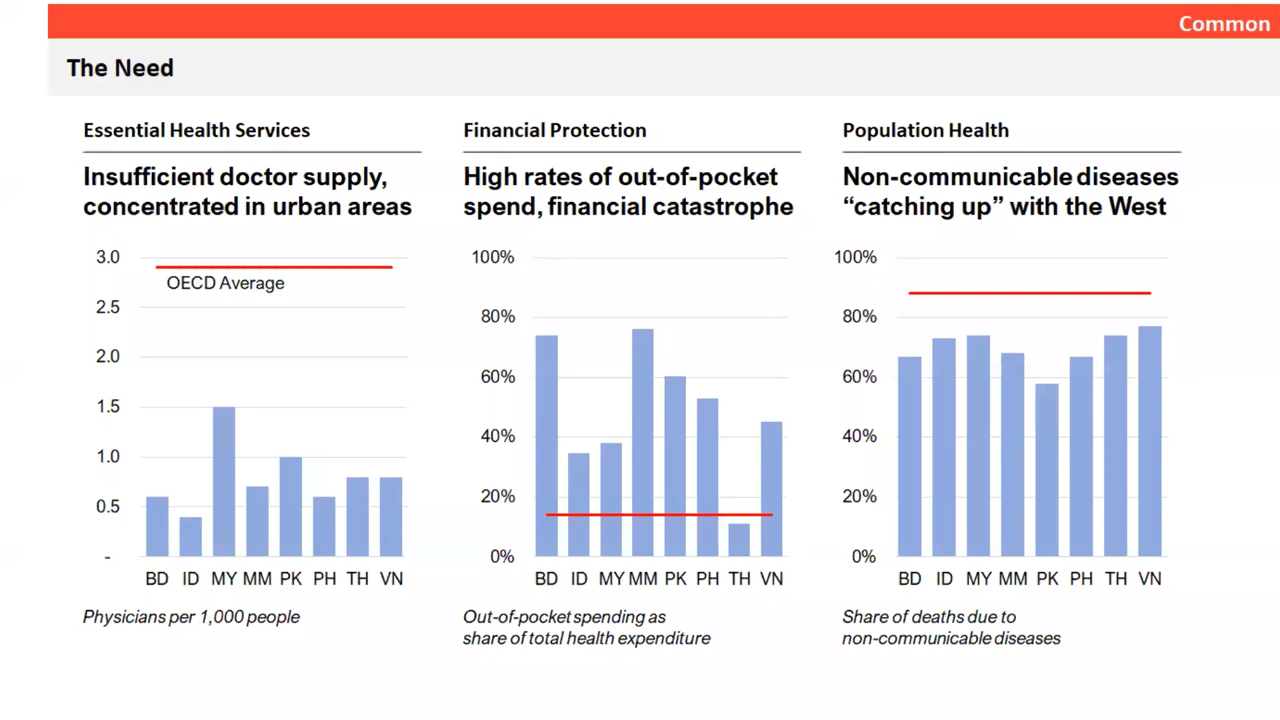 Common
The Need
Essential Health Services
Insufficient doctor supply,
concentrated in urban areas
3.0
OECD Average
2.5
2.0
1.5
1.0
0.5
-
BD ID MY MM PK PH TH VN
Physicians per 1,000 people
Financial Protection
High rates of out-of-pocket
spend, financial catastrophe
100%
80%
60%
40%
20%
0%
BD ID MY MM PK PH TH VN
Out-of-pocket spending as
share of total health expenditure
Population Health
Non-communicable diseases
“catching up” with the West
100%
80%
60%
40%
20%
0%
BD ID MY MM PK PH TH VN
Share of deaths due to
non-communicable diseases